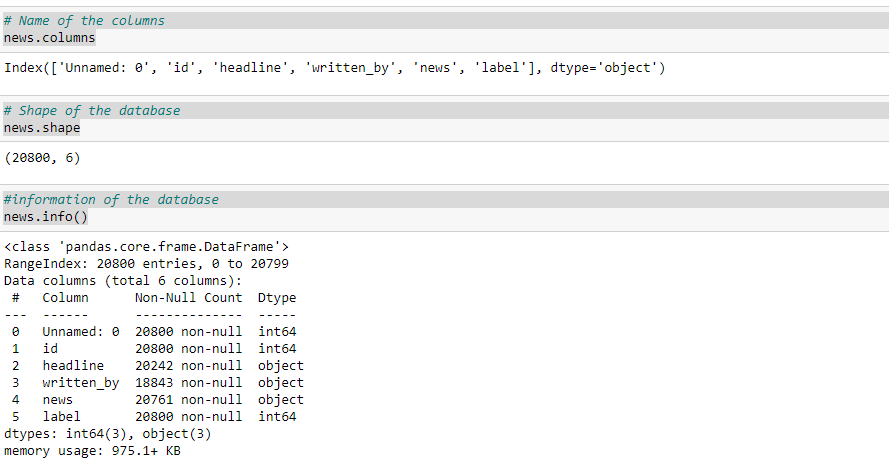 # Name of the columns
news.columns
Index(['Unnamed: 0', 'id', 'headline', 'written_by', 'news', 'label'], dtype='object')
# Shape of the database
news.shape
(20800, 6)
#information of the database
news.info()
<class 'pandas.core.frame.DataFrame'>
RangeIndex: 20800 entries, 0 to 20799
Data columns (total 6 columns):
 #   Column      Non-Null Count  Dtype
---  ------      --------------  -----
 0   Unnamed: 0  20800 non-null  int64
 1   id          20800 non-null  int64
 2   headline    20242 non-null  object
 3   written_by  18843 non-null  object
 4   news        20761 non-null  object
 5   label       20800 non-null  int64
dtypes: int64(3), object(3)
memory usage: 975.1+ KB